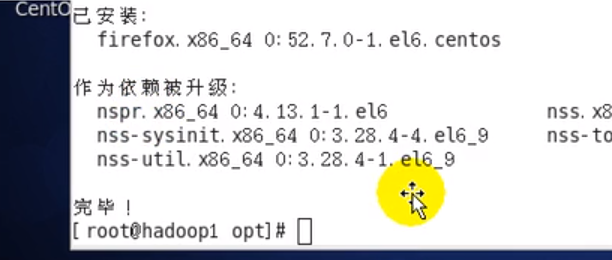 CentO
已安装:
firefox.x86_64 0:52.7.0-1.el6.centos
作为依赖被升级:
nspr.x86_64 0:4.13.1-1.el6 nss.x8
nss-sysinit.x86_64 0:3.28.4-4.el6_9 nss-to
nss-util.x86_64 0:3.28.4-1.el6_9
完毕！
[root@hadoop1 opt]#